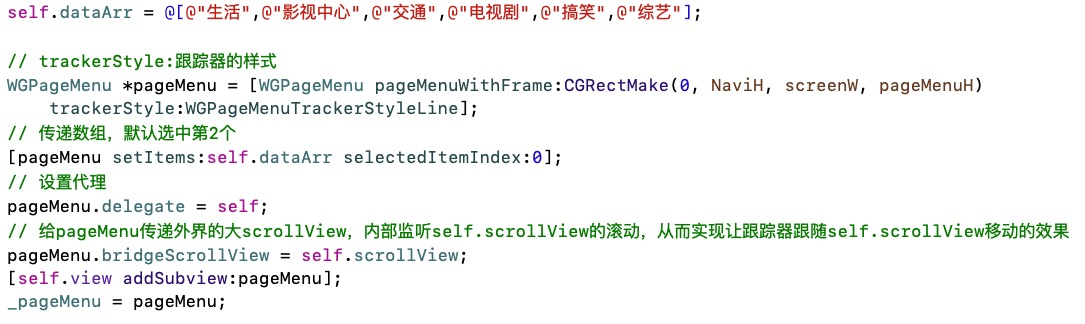 self.dataArr = @[@"生活",@"影视中心",@"交通",@"电视剧",@"搞笑",@"综艺"];
// trackerStyle:跟踪器的样式
WGPageMenu *pageMenu = [WGPageMenu pageMenuWithFrame:CGRectMake(0, NaviH, screenW, pageMenuH)
trackerStyle:WGPageMenuTrackerStyleLine];
// 传递数组，默认选中第2个
[pageMenu setItems:self.dataArr selectedItemIndex:0];
// 设置代理
pageMenu.delegate = self;
// 给pageMenu传递外界的大scrollView，内部监听self.scrollView的滚动，从而实现让跟踪器跟随self.scrollView移动的效果
pageMenu.bridgeScrollView = self.scrollView;
[self.view addSubview:pageMenu];
_pageMenu = pageMenu;